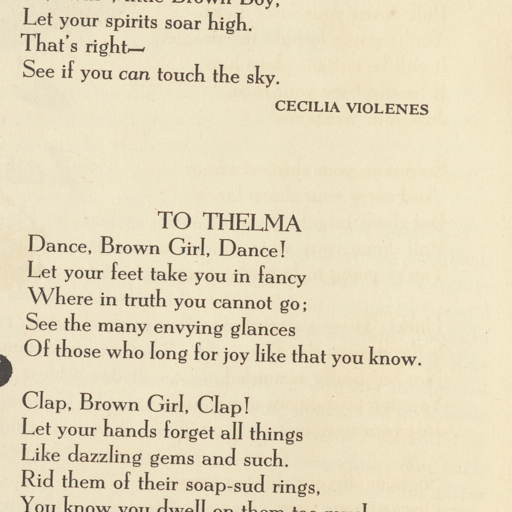 Brown Boy,
Let your spirits soar high.
That's right—
See if you can touch the sky.
CECILIA VIOLENES
TO THELMA
Dance, Brown Girl, Dance!
Let your feet take you in fancy
Where in truth you cannot go;
See the many envying glances
Of those who long for joy like that you know.
Clap, Brown Girl, Clap!
Let your hands forget all things
Like dazzling gems and such.
Rid them of their soap-sud rings,
You know you dwell on them too much!